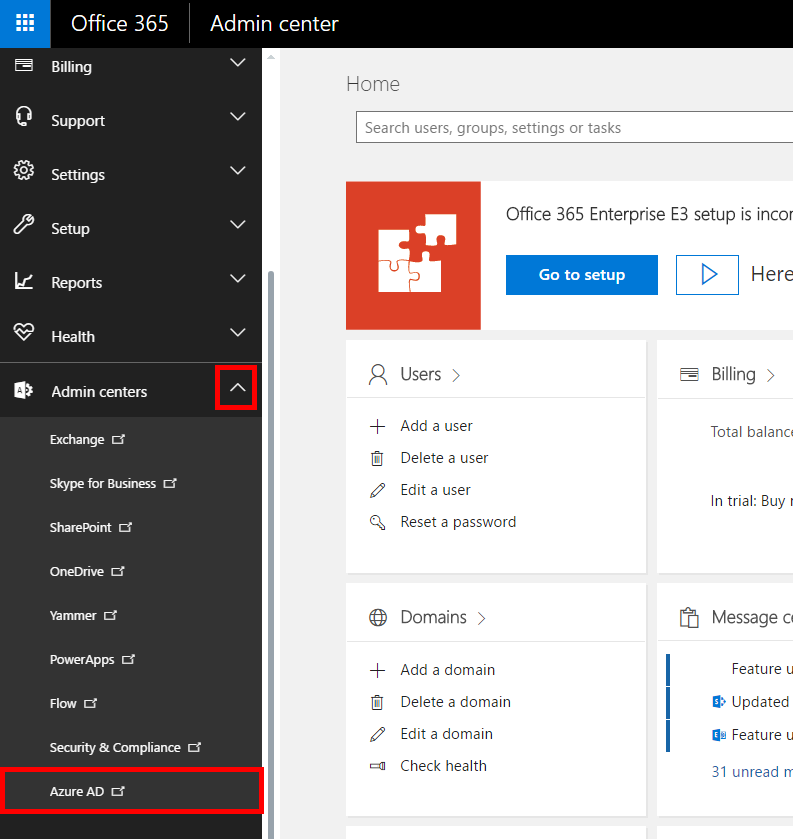 Office 365 Admin center
Billing
Support
Settings
Setup
Reports
Health
Admin centers
Exchange
Skype for Business
SharePoint
OneDrive
Yammer
PowerApps
Flow
Security & Compliance
Azure AD
Home
Search users, groups, settings or tasks
Office 365 Enterprise E3 setup is incor
Go to setup
Here
Users
Add a user
Delete a user
Edit a user
Reset a password
Billing
Total balance
In trial: Buy
Domains
Add a domain
Delete a domain
Edit a domain
Check health
Message ce
Feature u
Updated
Feature u
31 unread m